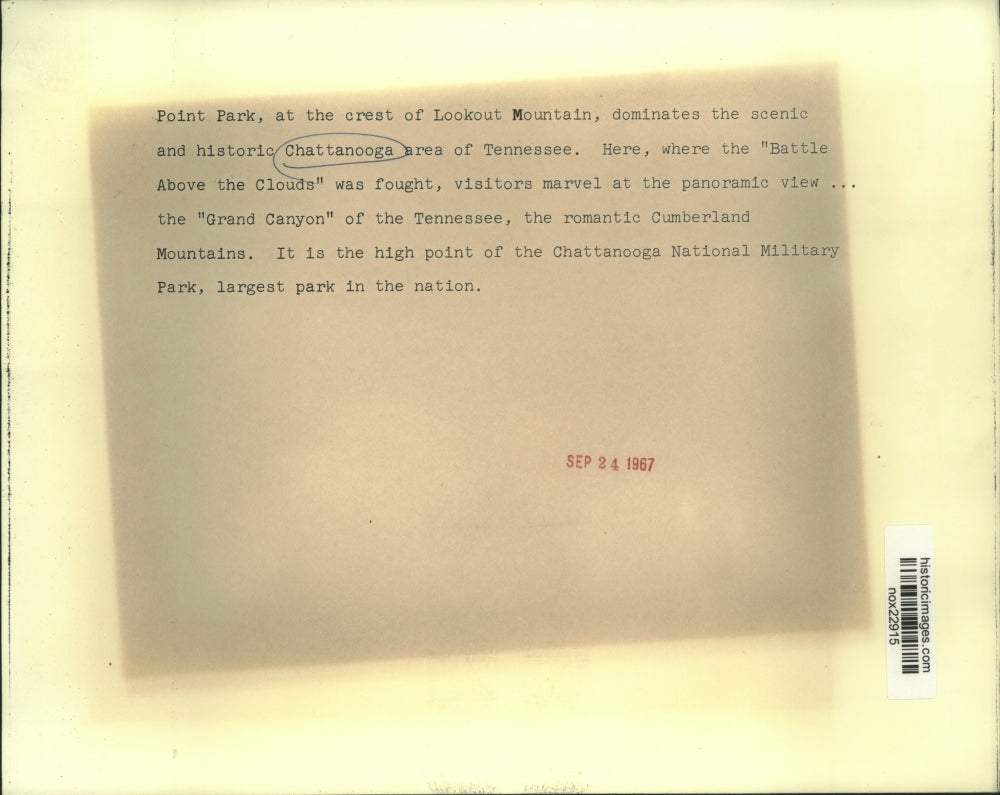 Point Park, at the crest of Lookout Mountain, dominates the scenic
and historic Chattanooga area of Tennessee.  Here, where the "Battle
Above the Clouds" was fought, visitors marvel at the panoramic view ...
the "Grand Canyon" of the Tennessee, the romantic Cumberland
Mountains.  It is the high point of the Chattanooga National Military
Park, largest park in the nation.
SEP 24 1967
historicimages.com
nox22915